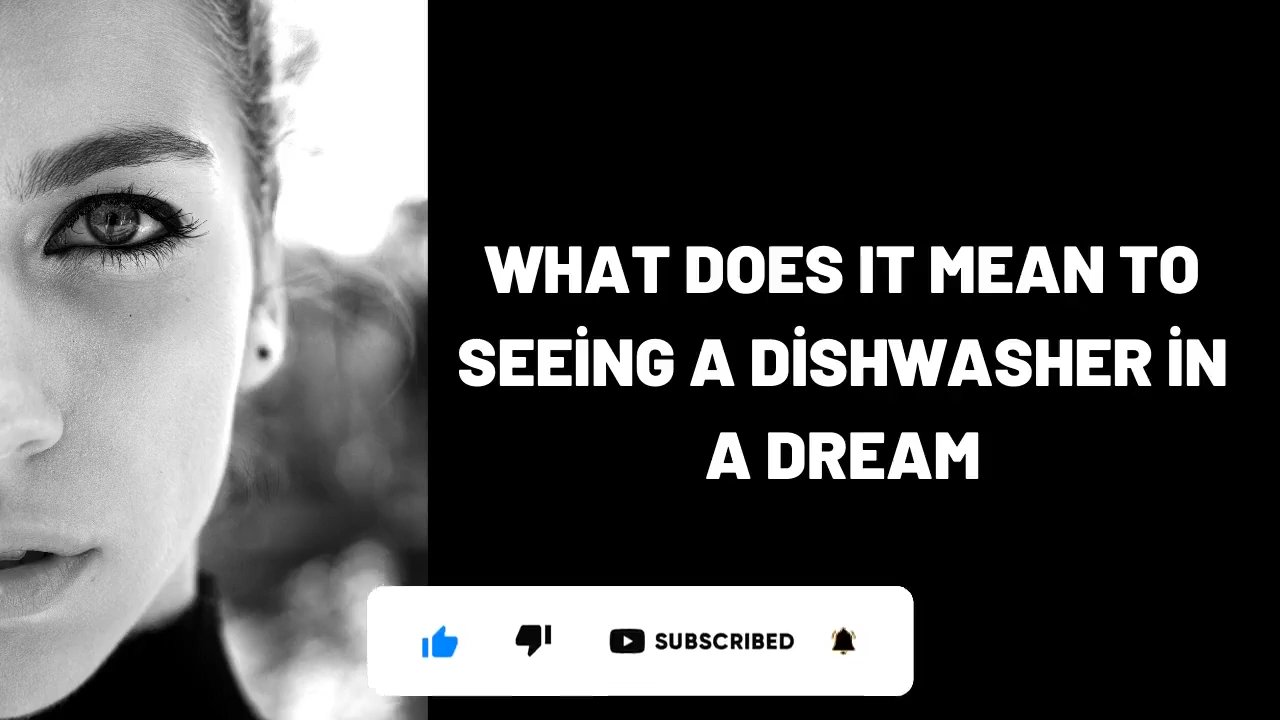 WHAT DOES IT MEAN TO
SEEİNG A DİSHWASHER İN
A DREAM
SUBSCRIBED